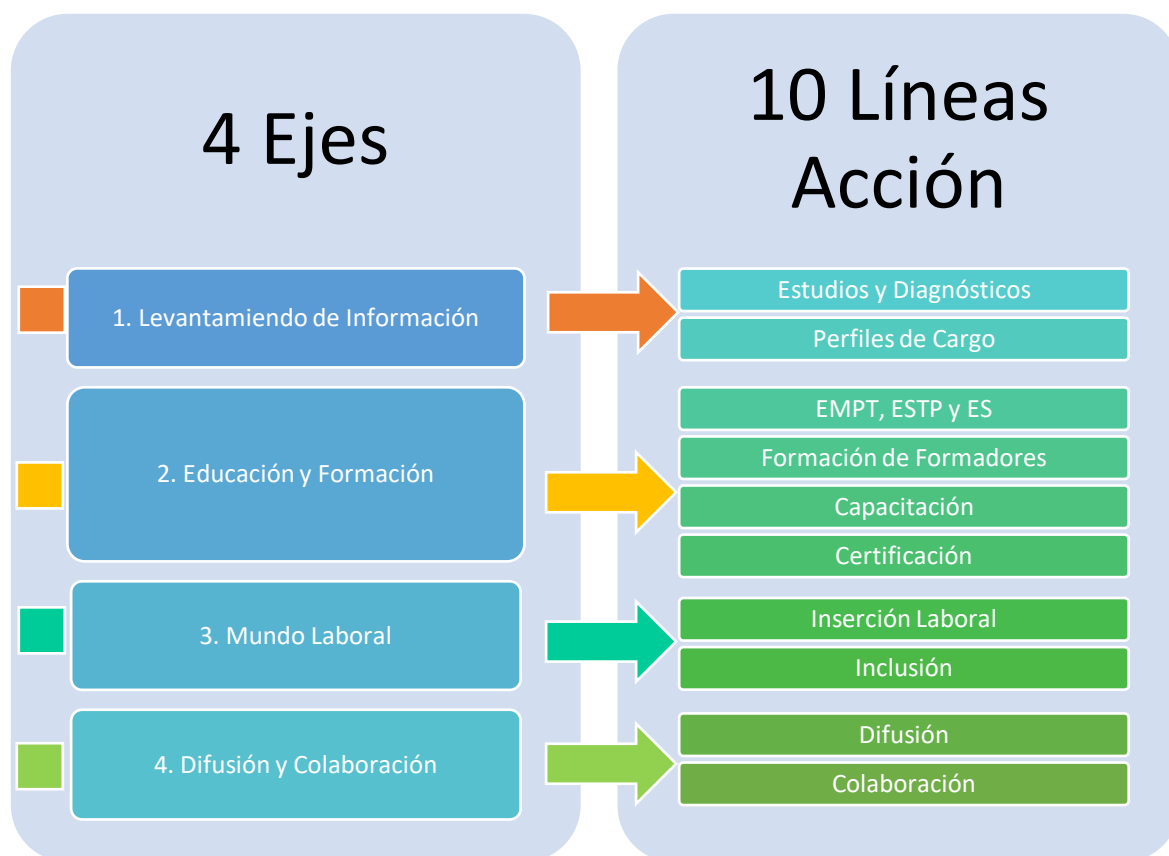 4 Ejes
1. Levantamiendo de Información
2. Educación y Formación
3. Mundo Laboral
4. Difusión y Colaboración
10 Líneas
Acción
Estudios y Diagnósticos
Perfiles de Cargo
EMPT, ESTP y ES
Formación de Formadores
Capacitación
Certificación
Inserción Laboral
Inclusión
Difusión
Colaboración